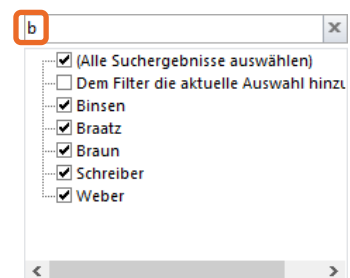 b
(Alle Suchergebnisse auswählen)
Dem Filter die aktuelle Auswahl hinzu
Binsen
Braatz
Braun
Schreiber
Weber